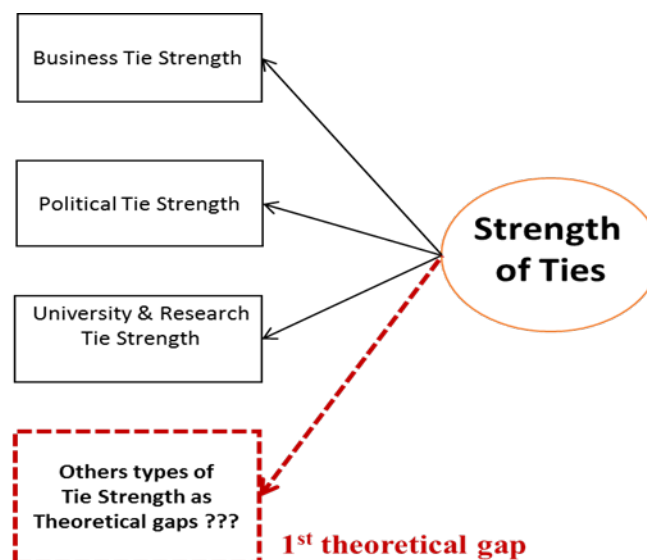 Business Tie Strength
Political Tie Strength
University & Research
Tie Strength
Others types of
Tie Strength as
Theoretical gaps ???
Strength
of Ties
1st theoretical gap